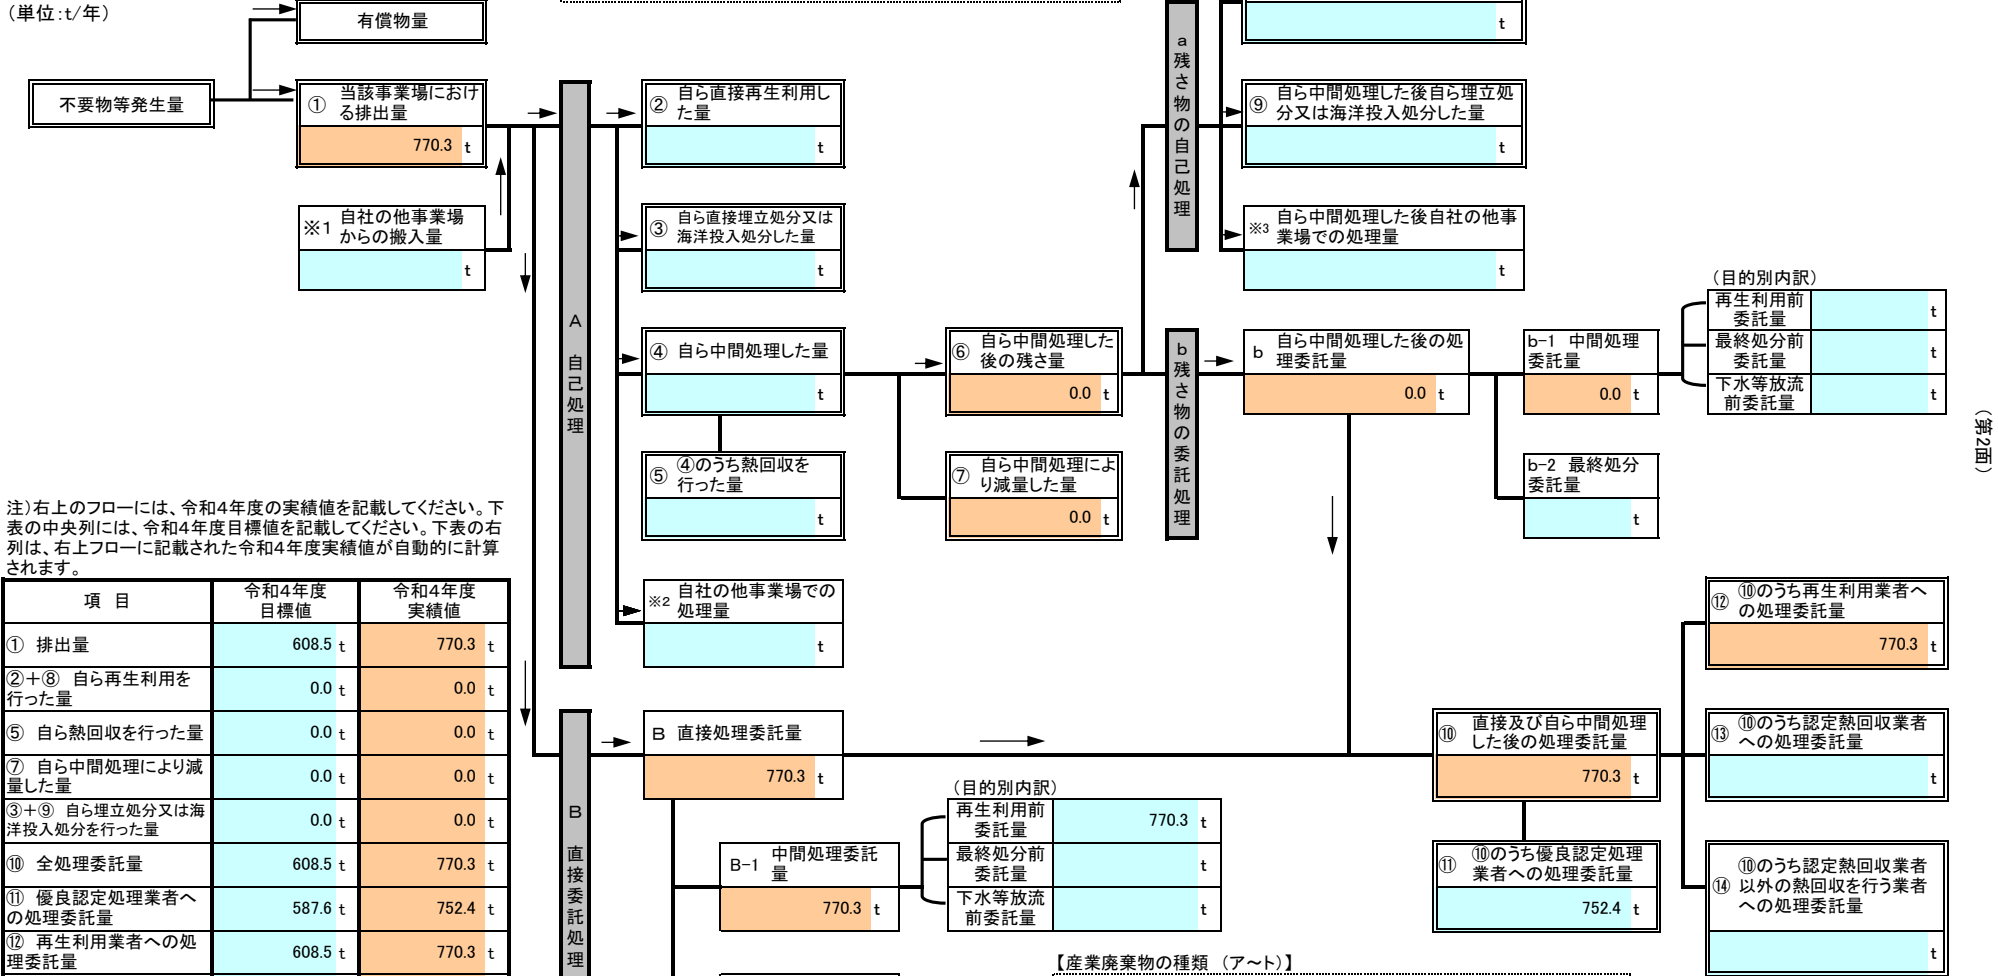 (単位:t/年)
有償物量
不要物等発生量
① 当該事業場におけ
る排出量
770.3 t
※1 自社の他事業場
からの搬入量
t
A 自己処理
② 自ら直接再生利用し
た量
t
③ 自ら直接埋立処分又は
海洋投入処分した量
t
④ 自ら中間処理した量
t
⑤ ④のうち熱回収を
行った量
t
※2 自社の他事業場での
処理量
t
⑥ 自ら中間処理した
後の残さ量
0.0 t
⑦ 自ら中間処理によ
り減量した量
0.0 t
a残さ物の自己処理
t
⑨ 自ら中間処理した後自ら埋立処
分又は海洋投入処分した量
t
※3 自ら中間処理した後自社の他事
業場での処理量
t
b残さ物の委託処理
b 自ら中間処理した後の処
理委託量
0.0 t
b-1 中間処理
委託量
0.0 t
b-2 最終処分
委託量
t
(目的別内訳)
再生利用前
委託量
t
最終処分前
委託量
t
下水等放流
前委託量
t
(第2面)
注)右上のフローには、令和4年度の実績値を記載してください。下
表の中央列には、令和4年度目標値を記載してください。下表の右
列は、右上フローに記載された令和4年度実績値が自動的に計算
されます。
項 目
令和4年度
目標値
令和4年度
実績値
① 排出量 608.5 t 770.3 t
②+⑧ 自ら再生利用を
行った量 0.0 t 0.0 t
⑤ 自ら熱回収を行った量 0.0 t 0.0 t
⑦ 自ら中間処理により減
量した量 0.0 t 0.0 t
③+⑨ 自ら埋立処分又は海
洋投入処分を行った量 0.0 t 0.0 t
⑩ 全処理委託量 608.5 t 770.3 t
⑪ 優良認定処理業者へ
の処理委託量 587.6 t 752.4 t
⑫ 再生利用業者への処
理委託量 608.5 t 770.3 t
B 直接委託処理
B 直接処理委託量
770.3 t
B-1 中間処理委託
量
770.3 t
(目的別内訳)
再生利用前
委託量
770.3 t
最終処分前
委託量
t
下水等放流
前委託量
t
⑩ 直接及び自ら中間処理
した後の処理委託量
770.3 t
⑪ ⑩のうち優良認定処理
業者への処理委託量
752.4 t
⑫ ⑩のうち再生利用業者へ
の処理委託量
770.3 t
⑬ ⑩のうち認定熱回収業者
への処理委託量
t
⑭ ⑩のうち認定熱回収業者
以外の熱回収を行う業者
への処理委託量
t
【産業廃棄物の種類 (ア~ト)】